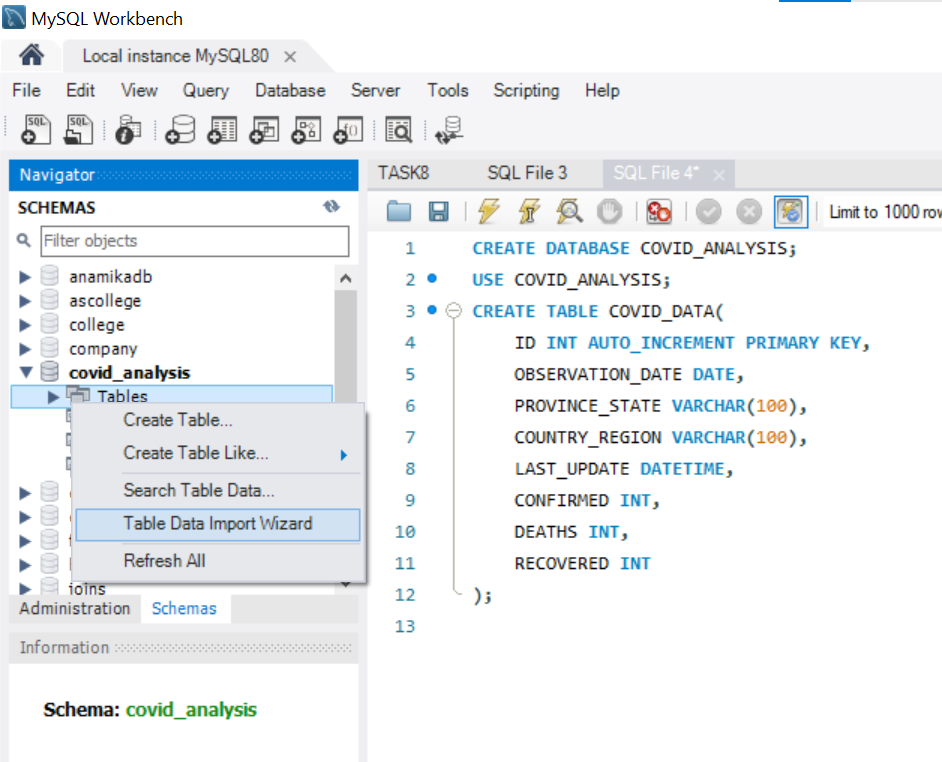 MySQL Workbench
Local instance MySQL80
File Edit View Query Database Server Tools Scripting Help
Navigator
SCHEMAS
Filter objects
anamikadb
ascollege
college
company
covid_analysis
Tables
Create Table...
Create Table Like...
Search Table Data...
Table Data Import Wizard
Refresh All
joins
Administration Schemas
Information
Schema: covid_analysis
TASK8 SQL File 3 SQL File 4*
Limit to 1000
1 CREATE DATABASE COVID_ANALYSIS;
2 USE COVID_ANALYSIS;
3 CREATE TABLE COVID_DATA(
4 ID INT AUTO_INCREMENT PRIMARY KEY,
5 OBSERVATION_DATE DATE,
6 PROVINCE_STATE VARCHAR(100),
7 COUNTRY_REGION VARCHAR(100),
8 LAST_UPDATE DATETIME,
9 CONFIRMED INT,
10 DEATHS INT,
11 RECOVERED INT
12 );
13